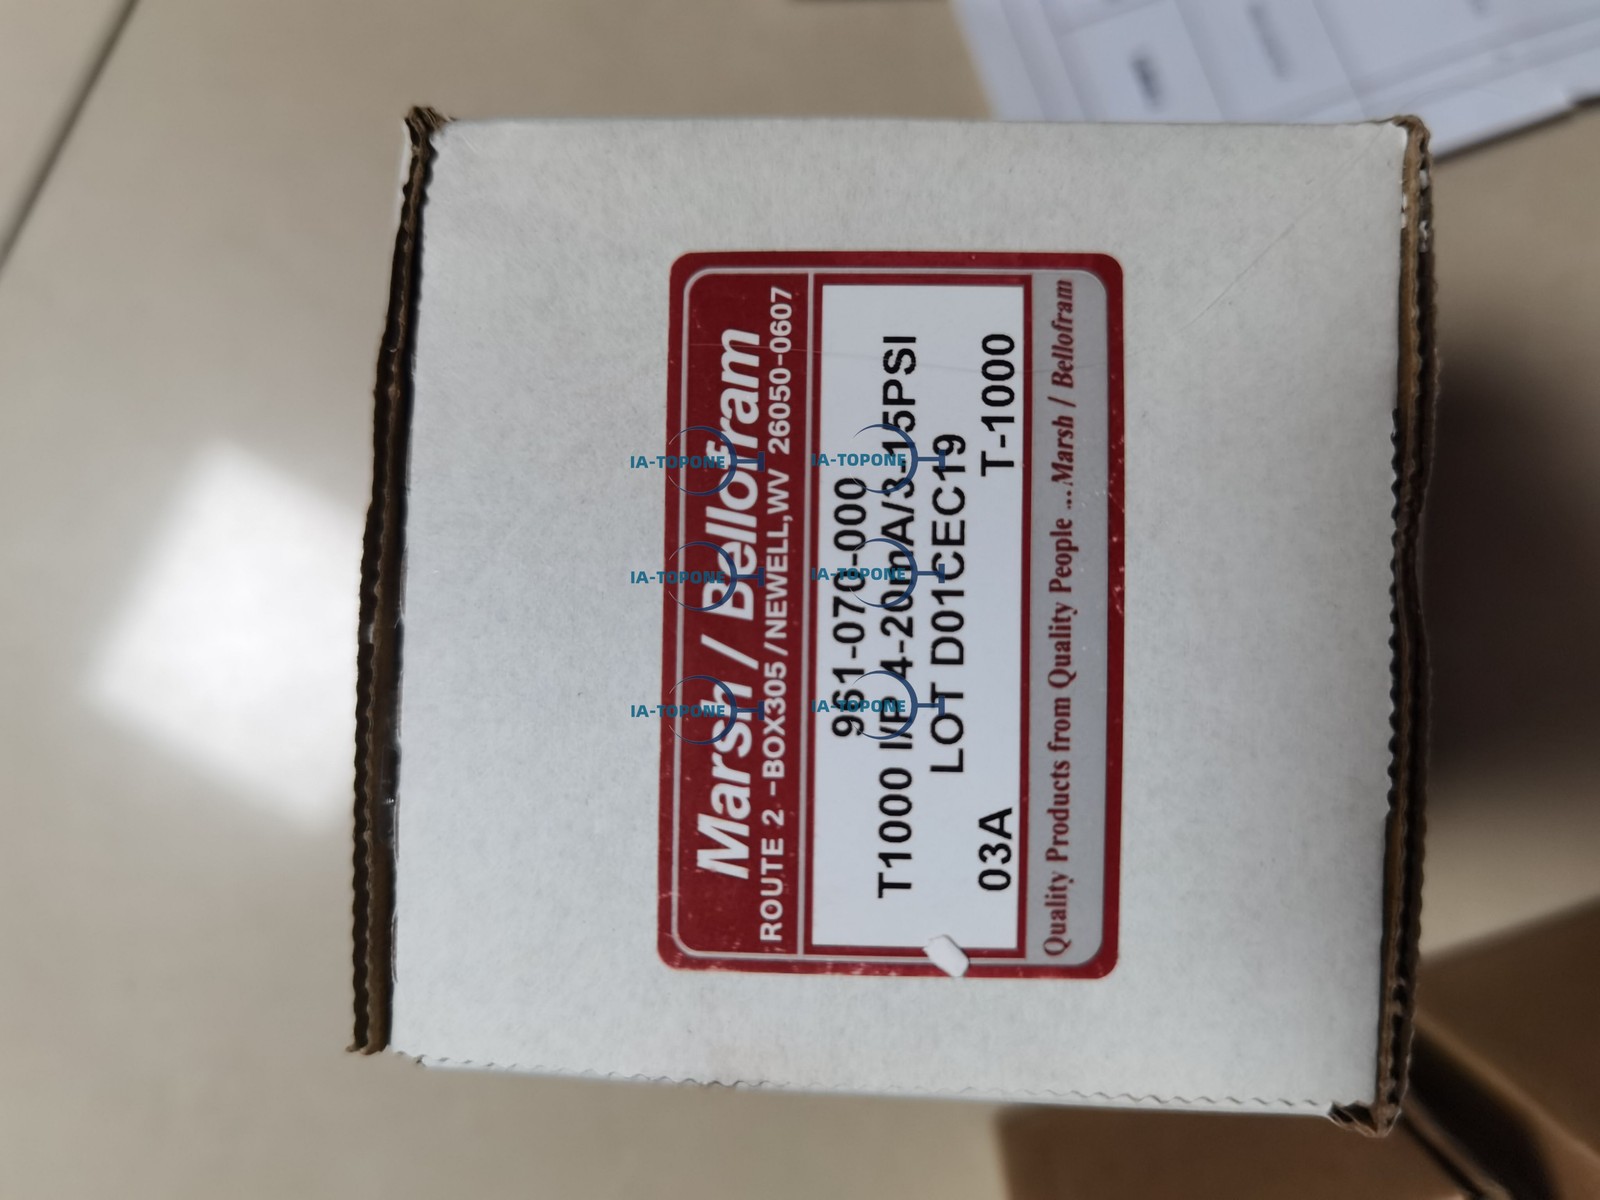 Marsh / Bellofram
ROUTE 2 -BOX305 / NEWELL,WV 26050-0607
961-070-000
T1000 I/P 4-20mA/3-15PSI
LOT D01CEC19
03A T-1000
Quality Products from Quality People ...Marsh / Bellofram
IA-TOPONE
IA-TOPONE
IA-TOPONE
IA-TOPONE
IA-TOPONE
IA-TOPONE